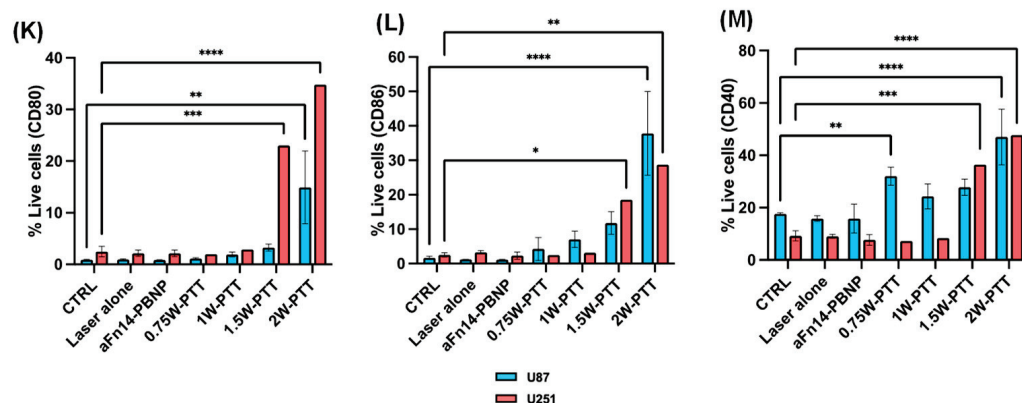 (K)
% Live cells (CD80)
40
30
20
10
0
****
**
***
CTRL
Laser alone
aFn14-PBNP
0.75W-PTT
1W-PTT
1.5W-PTT
2W-PTT
(L)
% Live cells (CD86)
60
50
40
30
20
10
0
**
****
*
CTRL
Laser alone
aFn14-PBNP
0.75W-PTT
1W-PTT
1.5W-PTT
2W-PTT
(M)
% Live cells (CD40)
80
60
40
20
0
****
****
***
**
CTRL
Laser alone
aFn14-PBNP
0.75W-PTT
1W-PTT
1.5W-PTT
2W-PTT
U87
U251